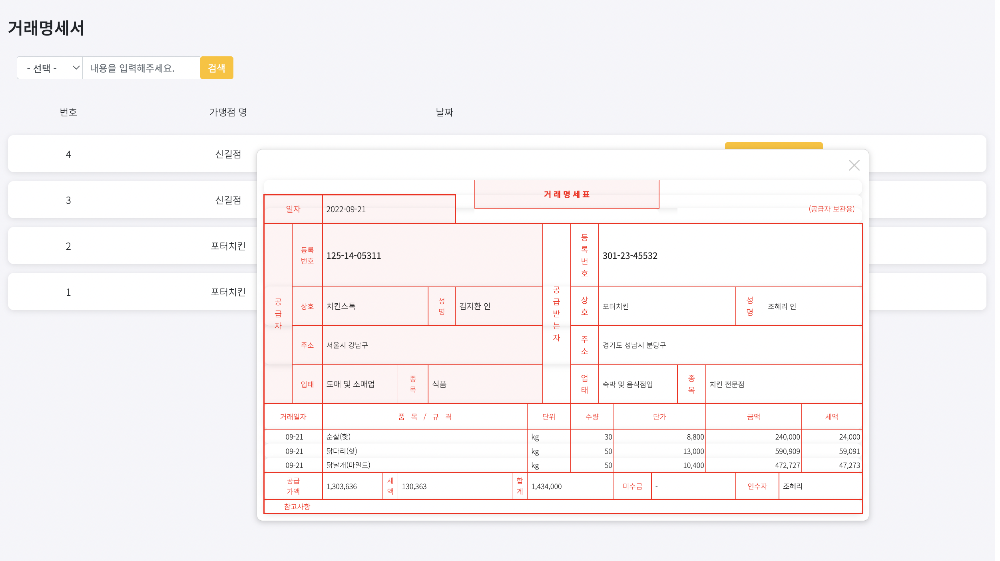 거래명세서
- 선택 -
내용을 입력해주세요.
검색
번호 가맹점 명 날짜
4 신길점
3 신길점
2 포터치킨
1 포터치킨
거 래 명 세 표
일자 2022-09-21
(공급자 보관용)
공급자
등록번호 125-14-05311
상호 치킨스톡 성명 김지환 인
주소 서울시 강남구
업태 도매 및 소매업 종목 식품
공급받는자
등록번호 301-23-45532
상호 포터치킨 성명 조혜리 인
주소 경기도 성남시 분당구
업태 숙박 및 음식점업 종목 치킨 전문점
거래일자 품 목 / 규 격 단위 수량 단가 금액 세액
09-21 순살(핫) kg 30 8,800 240,000 24,000
09-21 닭다리(핫) kg 50 13,000 590,909 59,091
09-21 닭날개(마일드) kg 50 10,400 472,727 47,273
공급가액 1,303,636 세액 130,363 합계 1,434,000 미수금 - 인수자 조혜리
참고사항